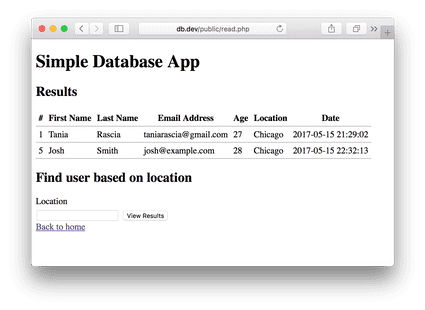 db.dev/public/read.php
Simple Database App
Results
# First Name Last Name Email Address Age Location Date
1 Tania Rascia taniarascia@gmail.com 27 Chicago 2017-05-15 21:29:02
5 Josh Smith josh@example.com 28 Chicago 2017-05-15 22:32:13
Find user based on location
Location
View Results
Back to home